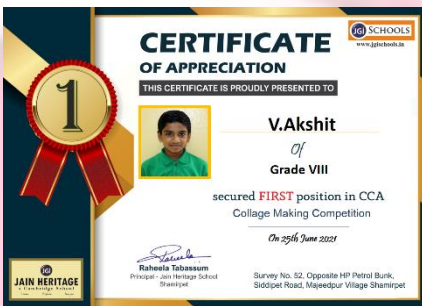 CERTIFICATE
OF APPRECIATION
THIS CERTIFICATE IS PROUDLY PRESENTED TO
JGI SCHOOLS
www.jgischools.in
1
V.Akshit
Of
Grade VIII
secured FIRST position in CCA
Collage Making Competition
On 25th June 2021
Raheela Tabassum
Principal - Jain Heritage School
Shamirpet
Survey No. 52, Opposite HP Petrol Bunk,
Siddipet Road, Majeedpur Village Shamirpet
JGI
JAIN HERITAGE
a Cambridge School